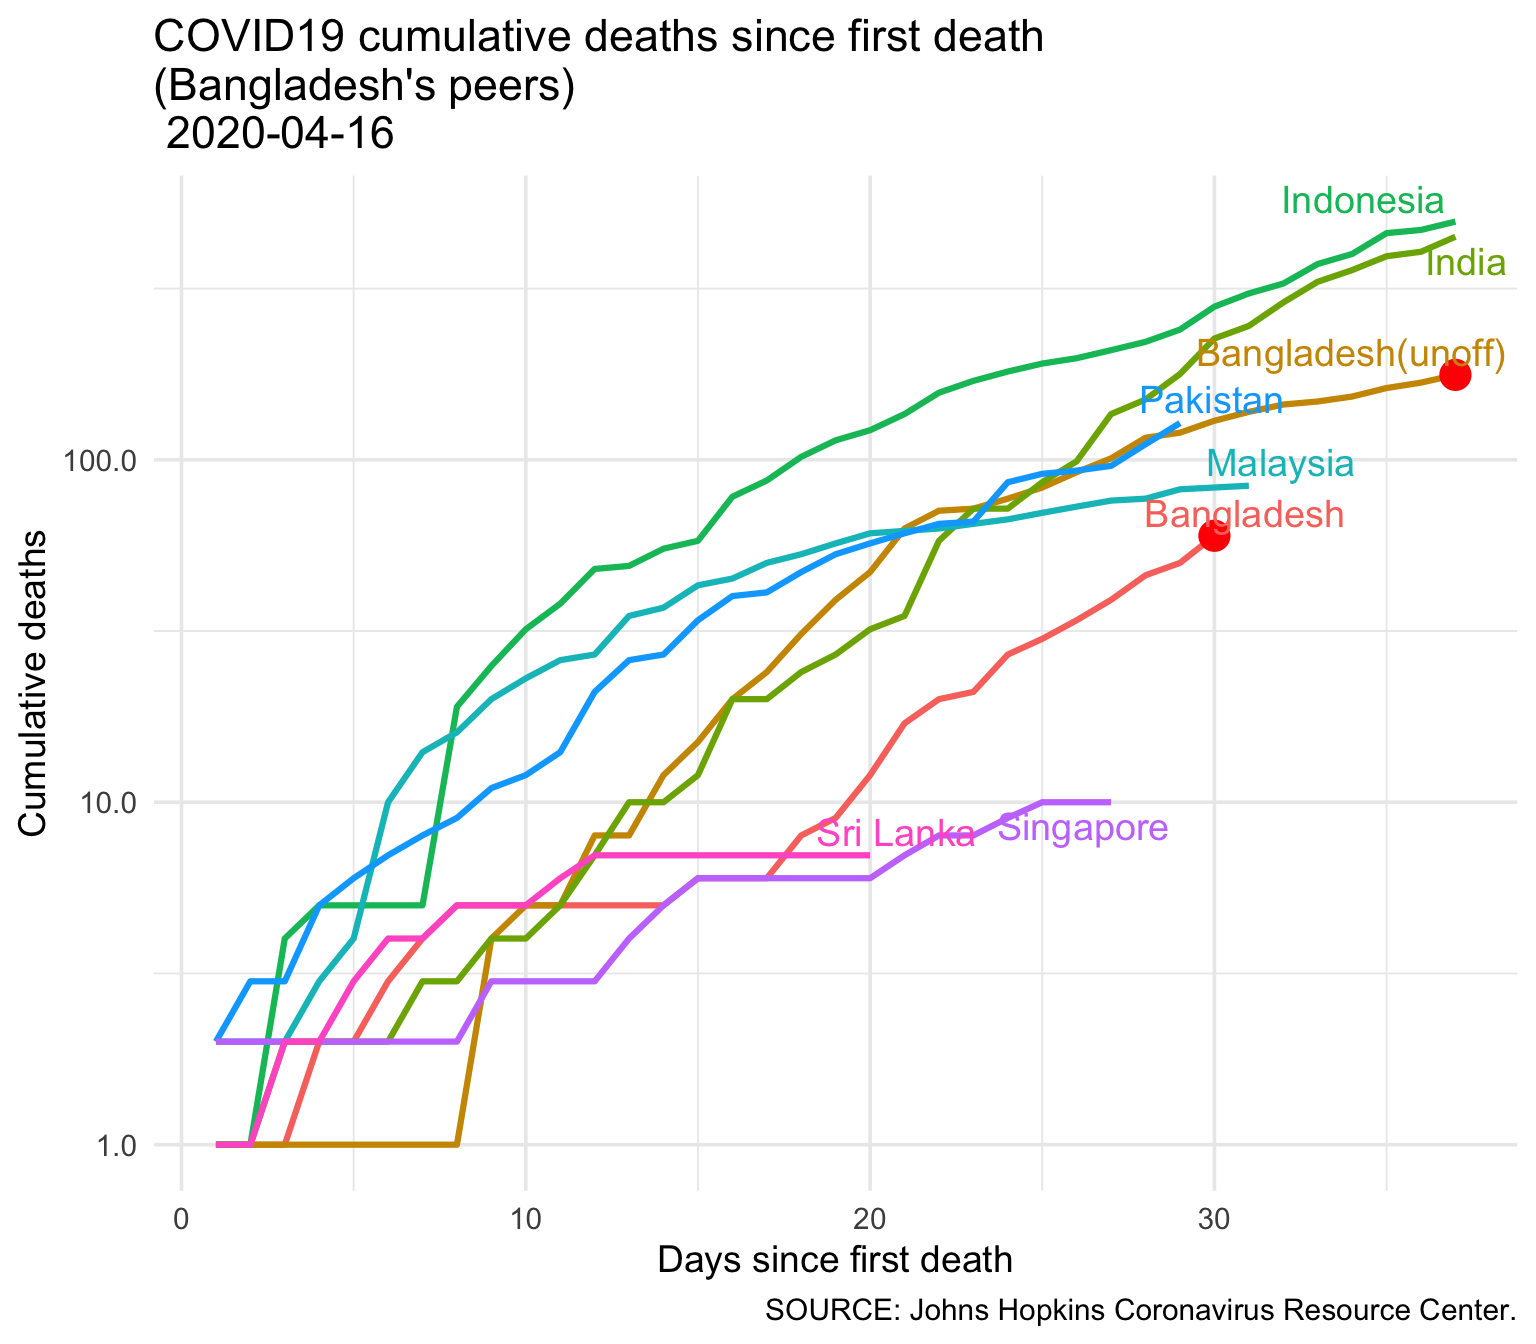 COVID19 cumulative deaths since first death
(Bangladesh's peers)
2020-04-16
Indonesia
India
Bangladesh(unoff)
Pakistan
100.0
Malaysia
Bangladesh
Cumulative deaths
10.0
Sri Lanka
Singapore
1.0
0 10 20 30
Days since first death
SOURCE: Johns Hopkins Coronavirus Resource Center.